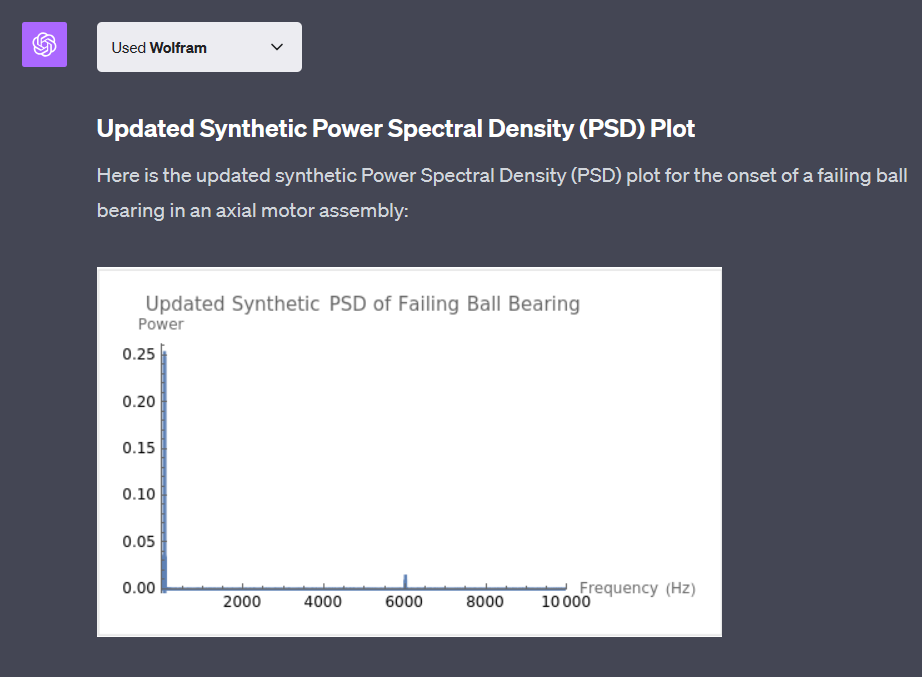 Used Wolfram
Updated Synthetic Power Spectral Density (PSD) Plot
Here is the updated synthetic Power Spectral Density (PSD) plot for the onset of a failing ball
bearing in an axial motor assembly:
Updated Synthetic PSD of Failing Ball Bearing
Power
0.25
0.20
0.15
0.10
0.05
0.00
Frequency (Hz)
2000 4000 6000 8000 10 000